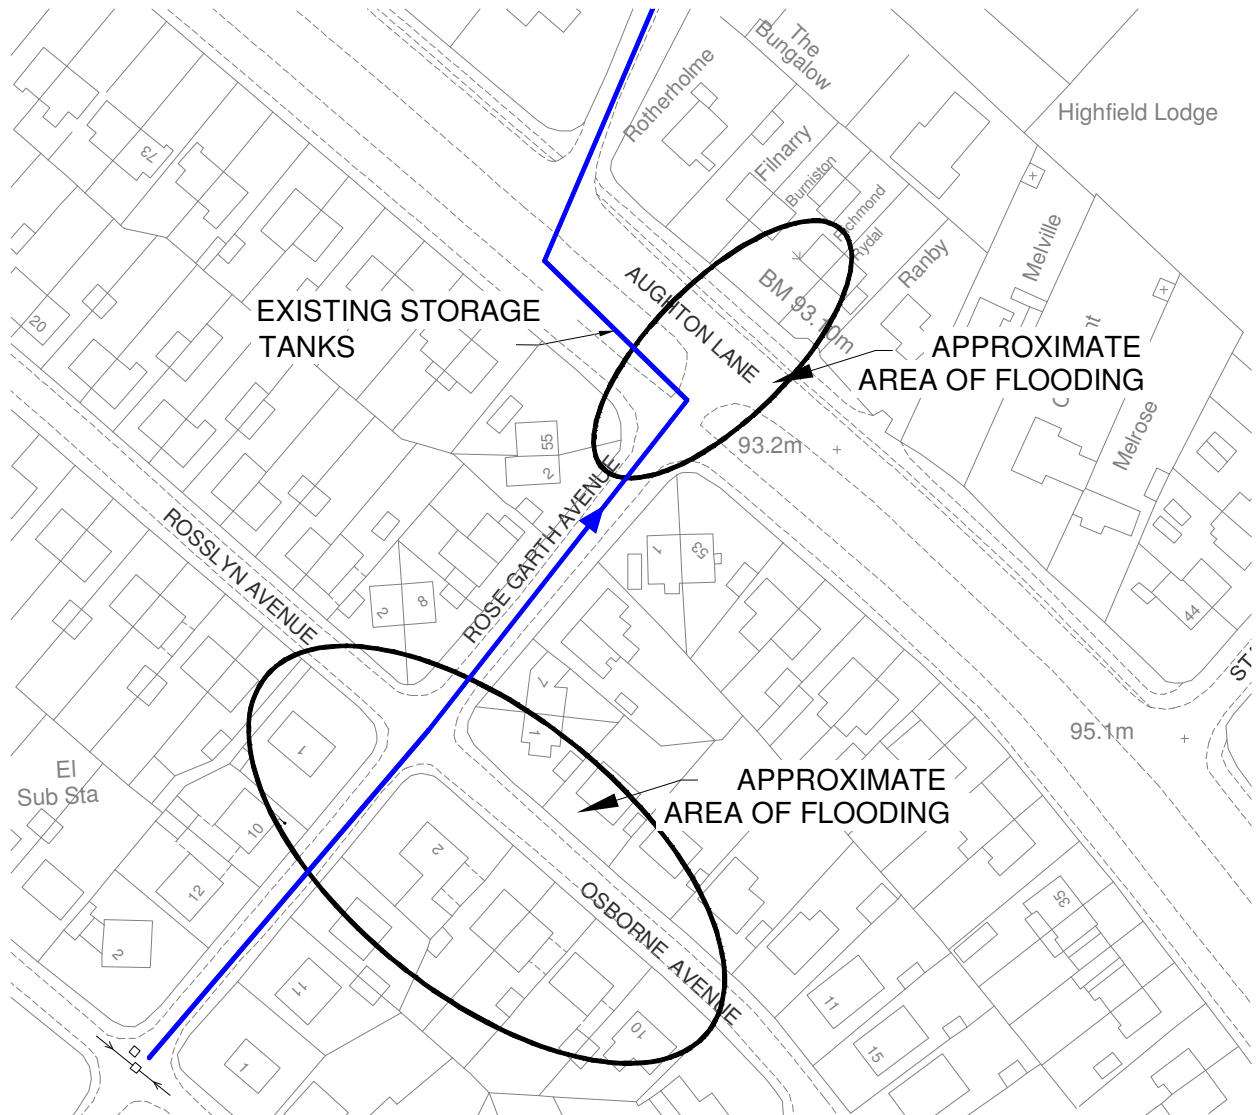 The
Bungalow
Rotherholme
Highfield Lodge
Filnarry
Burniston
73
Richmond
Rydal
Ranby
Melville
AUGHTON LANE
BM 93.10m
EXISTING STORAGE
TANKS
20
APPROXIMATE
AREA OF FLOODING
Melrose
93.2m
55
2
ROSSLYN AVENUE
ROSE GARTH AVENUE
1
53
2
8
44
7
1
1
95.1m
El
Sub Sta
APPROXIMATE
AREA OF FLOODING
10
2
12
OSBORNE AVENUE
35
2
11
11
10
15
1